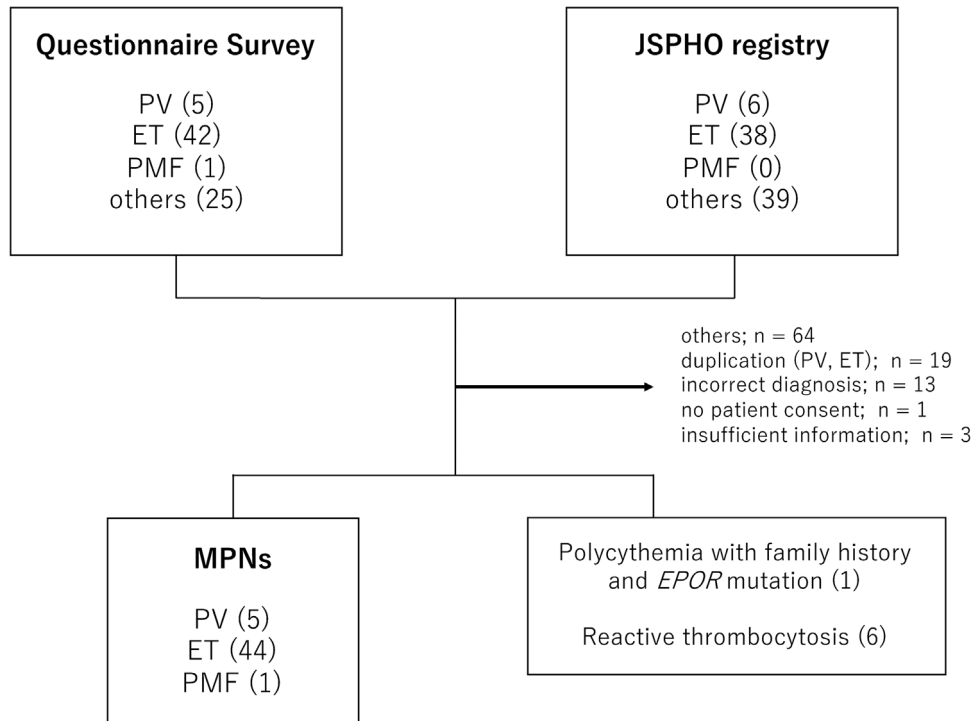 Questionnaire Survey
PV (5)
ET (42)
PMF (1)
others (25)
JSPHO registry
PV (6)
ET (38)
PMF (0)
others (39)
others; n = 64
duplication (PV, ET);  n = 19
incorrect diagnosis; n = 13
no patient consent;  n = 1
insufficient information;  n = 3
MPNs
PV (5)
ET (44)
PMF (1)
Polycythemia with family history
and EPOR mutation (1)
Reactive thrombocytosis (6)